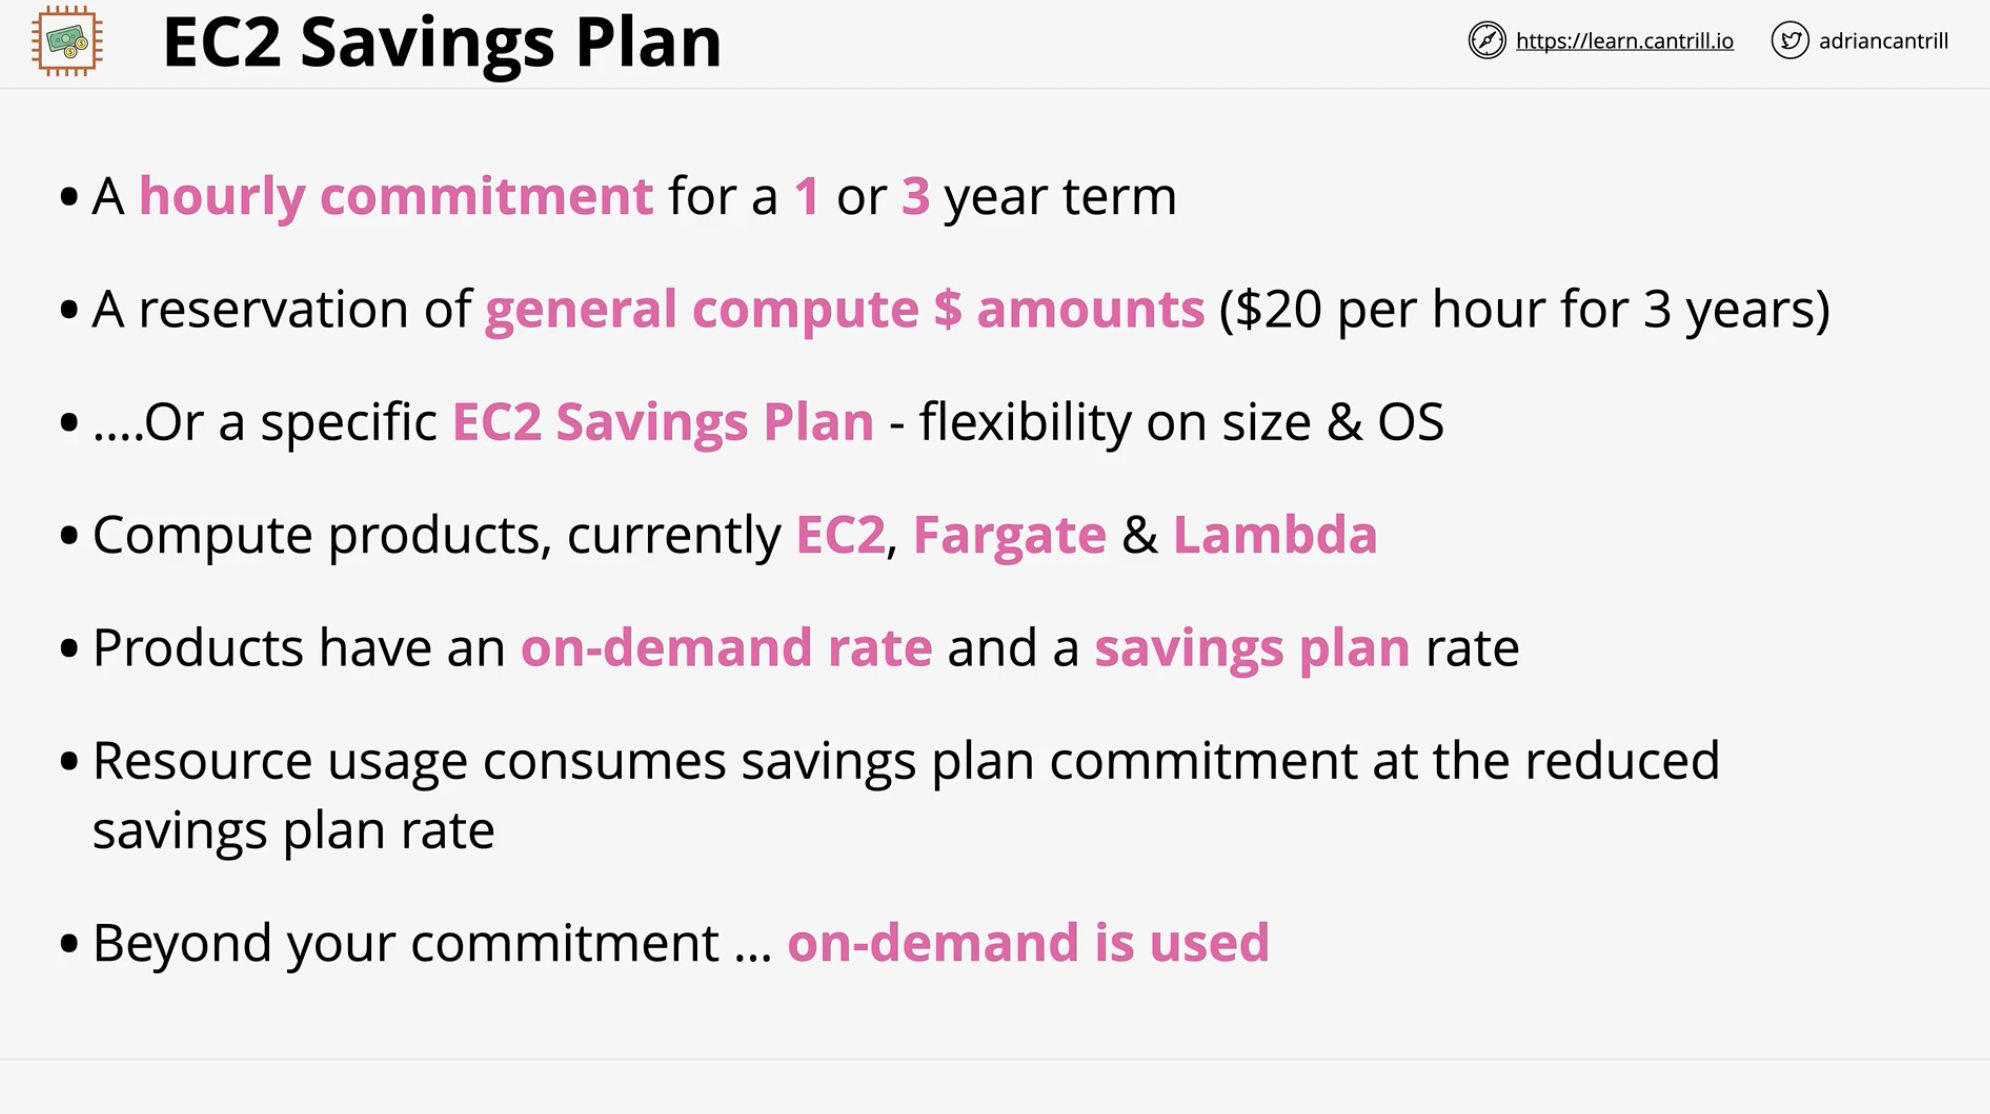 EC2 Savings Plan
https://learn.cantrill.io
adriancantrill
• A hourly commitment for a 1 or 3 year term
• A reservation of general compute $ amounts ($20 per hour for 3 years)
• ....Or a specific EC2 Savings Plan - flexibility on size & OS
• Compute products, currently EC2, Fargate & Lambda
• Products have an on-demand rate and a savings plan rate
• Resource usage consumes savings plan commitment at the reduced
savings plan rate
• Beyond your commitment ... on-demand is used